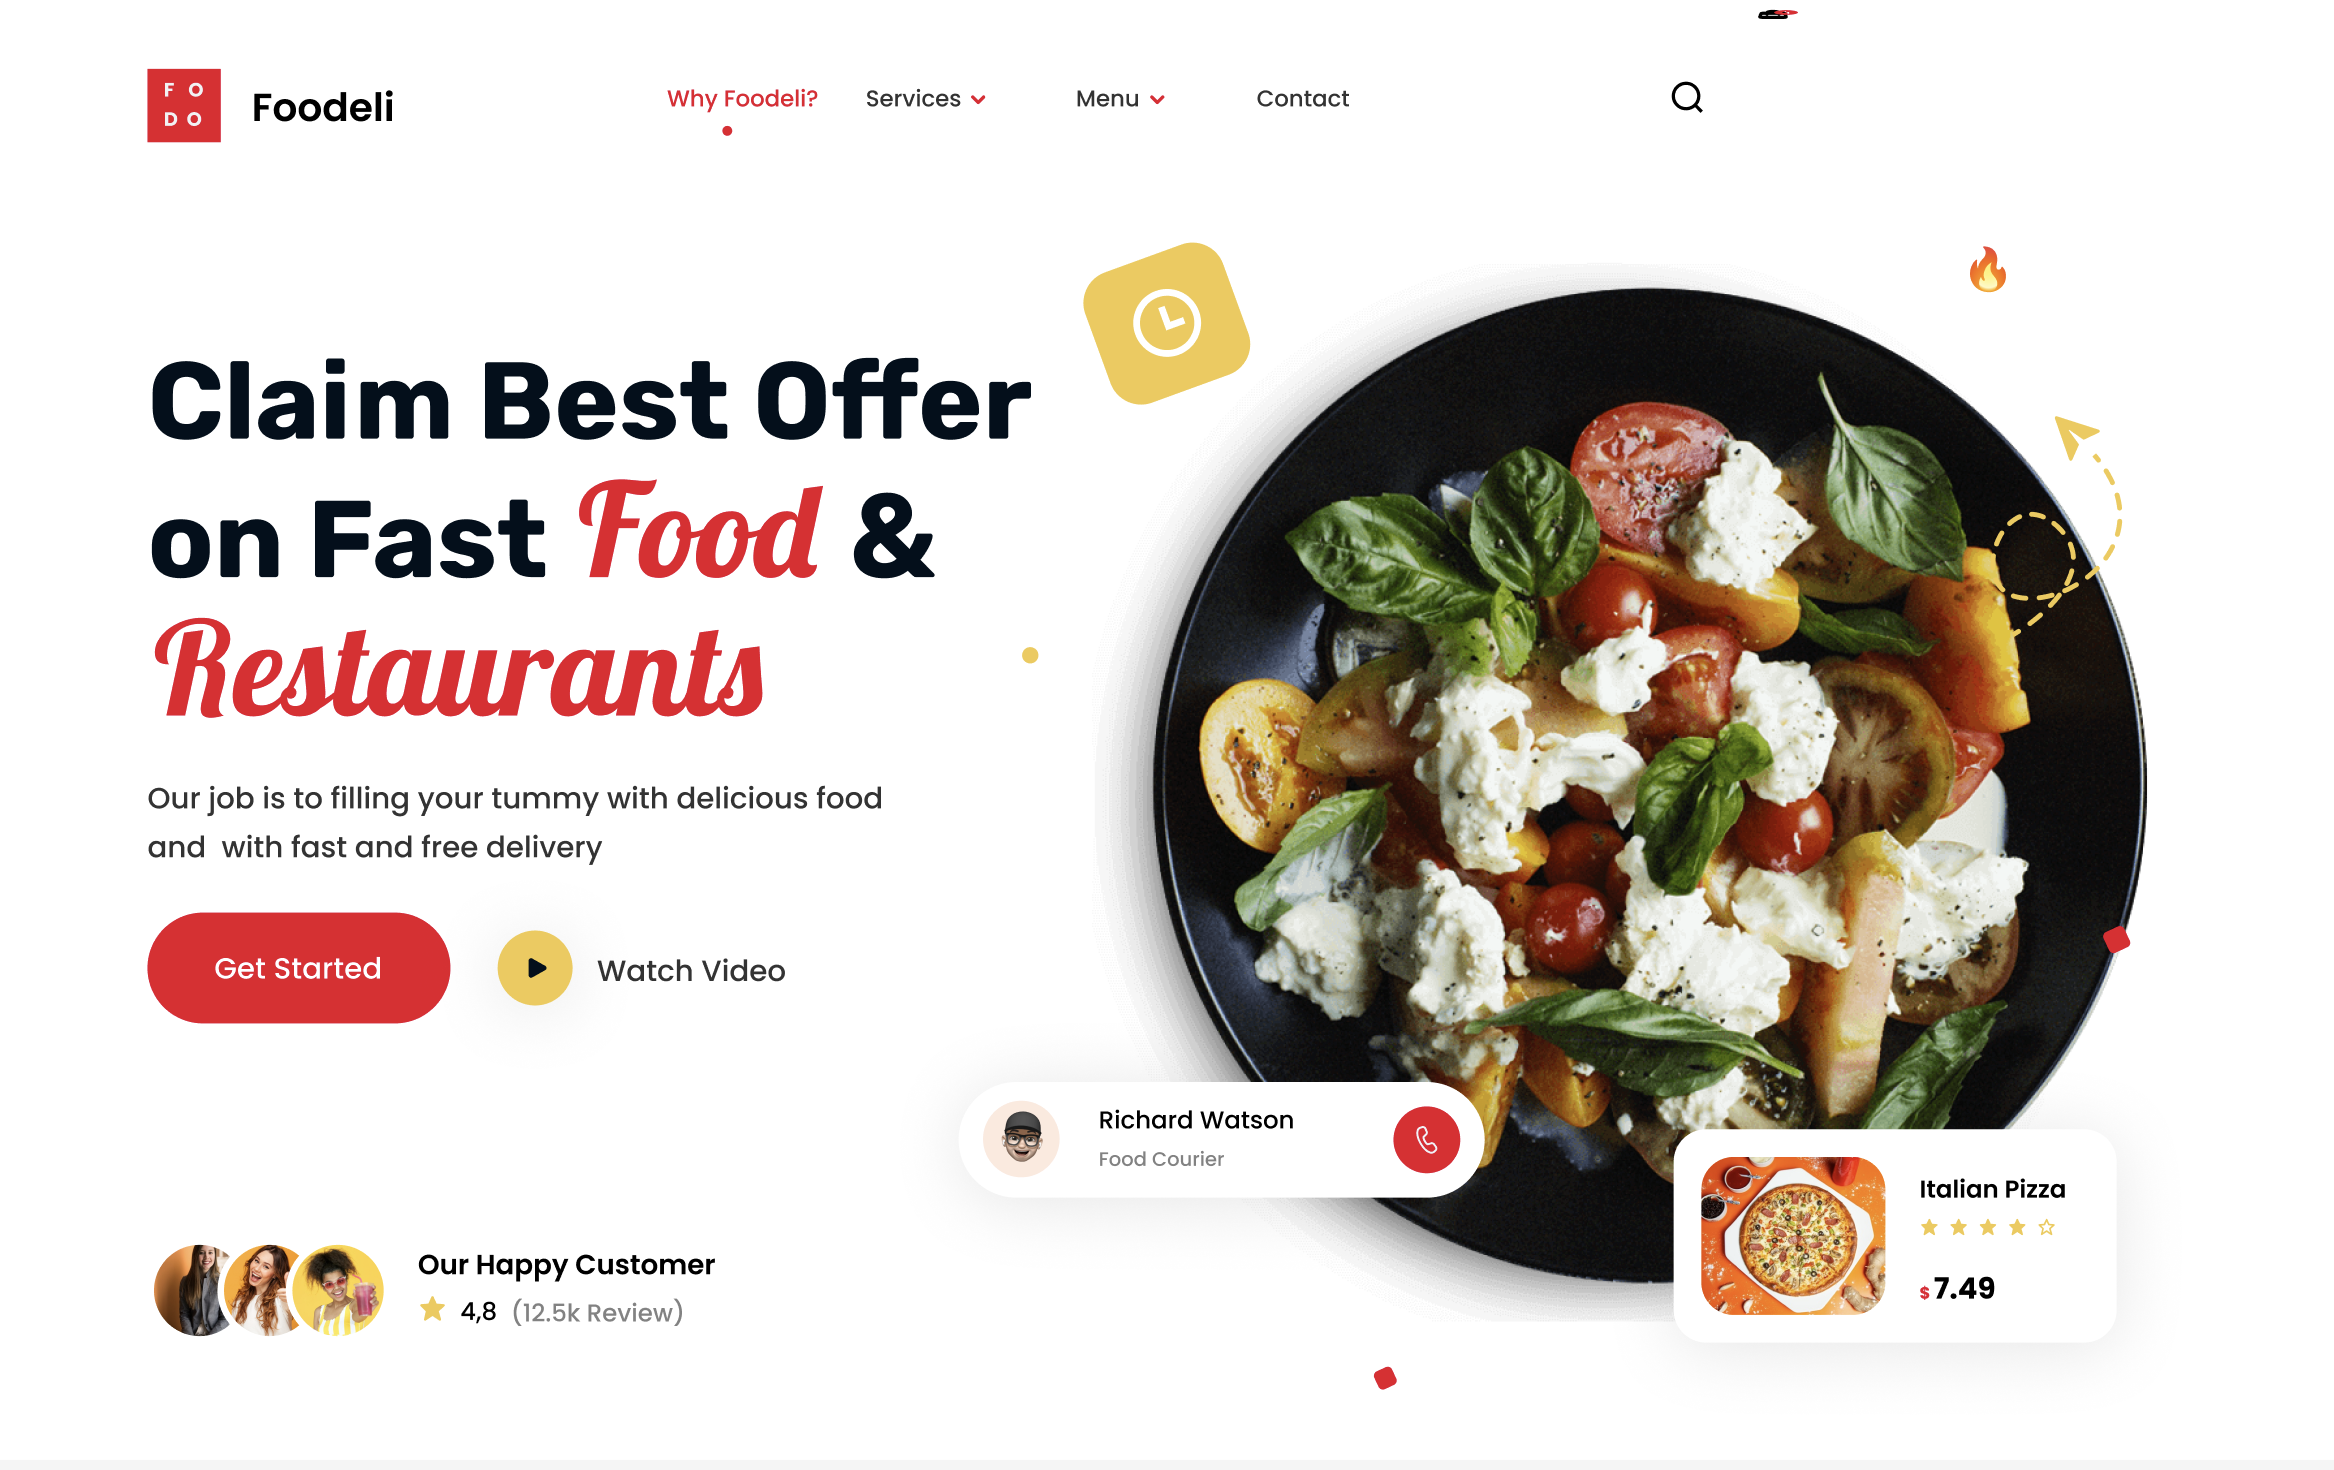 F O
D O
Foodeli
Why Foodeli?
Services
Menu
Contact
Claim Best Offer
on Fast Food &
Restaurants
Our job is to filling your tummy with delicious food
and  with fast and free delivery
Get Started
Watch Video
Richard Watson
Food Courier
Italian Pizza
$7.49
Our Happy Customer
4,8 (12.5k Review)